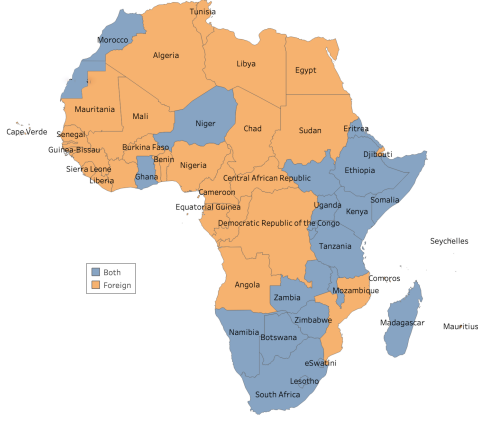 Tunisia
Morocco
Algeria
Libya
Egypt
Mauritania
Mali
Niger
Chad
Sudan
Eritrea
Cape Verde
Senegal
Guinea-Bissau
Burkina Faso
Djibouti
Benin
Sierra Leone
Liberia
Ghana
Nigeria
Ethiopia
Central African Republic
Cameroon
Somalia
Equatorial Guinea
Uganda
Kenya
Democratic Republic of the Congo
Tanzania
Seychelles
Both
Foreign
Angola
Comoros
Zambia
Mozambique
Zimbabwe
Madagascar
Mauritius
Namibia
Botswana
eSwatini
Lesotho
South Africa